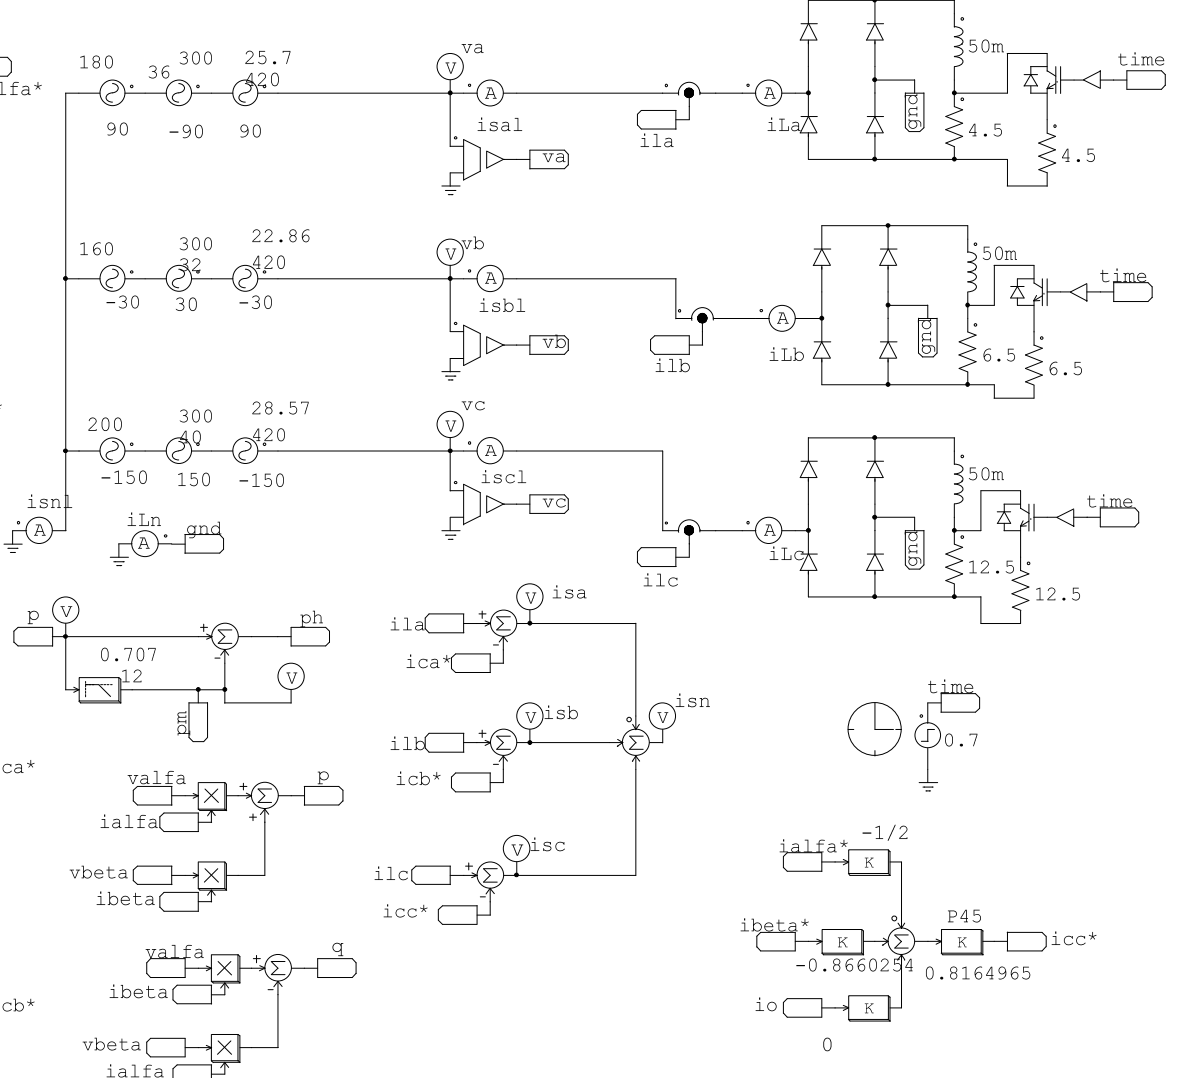 180
36
300
25.7
420
va
50m
time
lfa*
90
-90
90
V
A
isal
ila
A
iLa
gnd
4.5
4.5
va
160
300
32
22.86
420
V
vb
50m
time
-30
30
-30
A
isbl
ilb
A
iLb
gnd
6.5
6.5
vb
200
300
40
28.57
420
vc
V
50m
time
-150
150
-150
A
iscl
ilc
A
iLc
gnd
12.5
12.5
vc
isnl
A
iLn
A
gnd
p
V
+
Σ
-
ph
0.707
12
V
pm
ila
+
Σ
-
V
isa
ica*
ilb
+
Σ
-
V
isb
icb*
Σ
V
isn
ilc
+
Σ
-
V
isc
icc*
time
0.7
ca*
valfa
ialfa
+
Σ
+
p
vbeta
ibeta
cb*
valfa
ibeta
+
Σ
-
q
vbeta
ialfa
-1/2
ialfa*
K
ibeta*
K
-0.8660254
Σ
P45
K
0.8164965
icc*
io
K
0